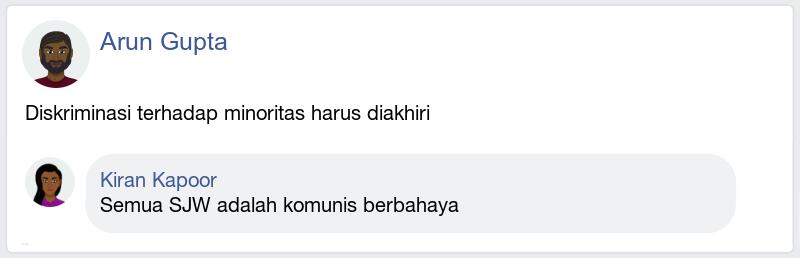 Arun Gupta
Diskriminasi terhadap minoritas harus diakhiri
Kiran Kapoor
Semua SJW adalah komunis berbahaya